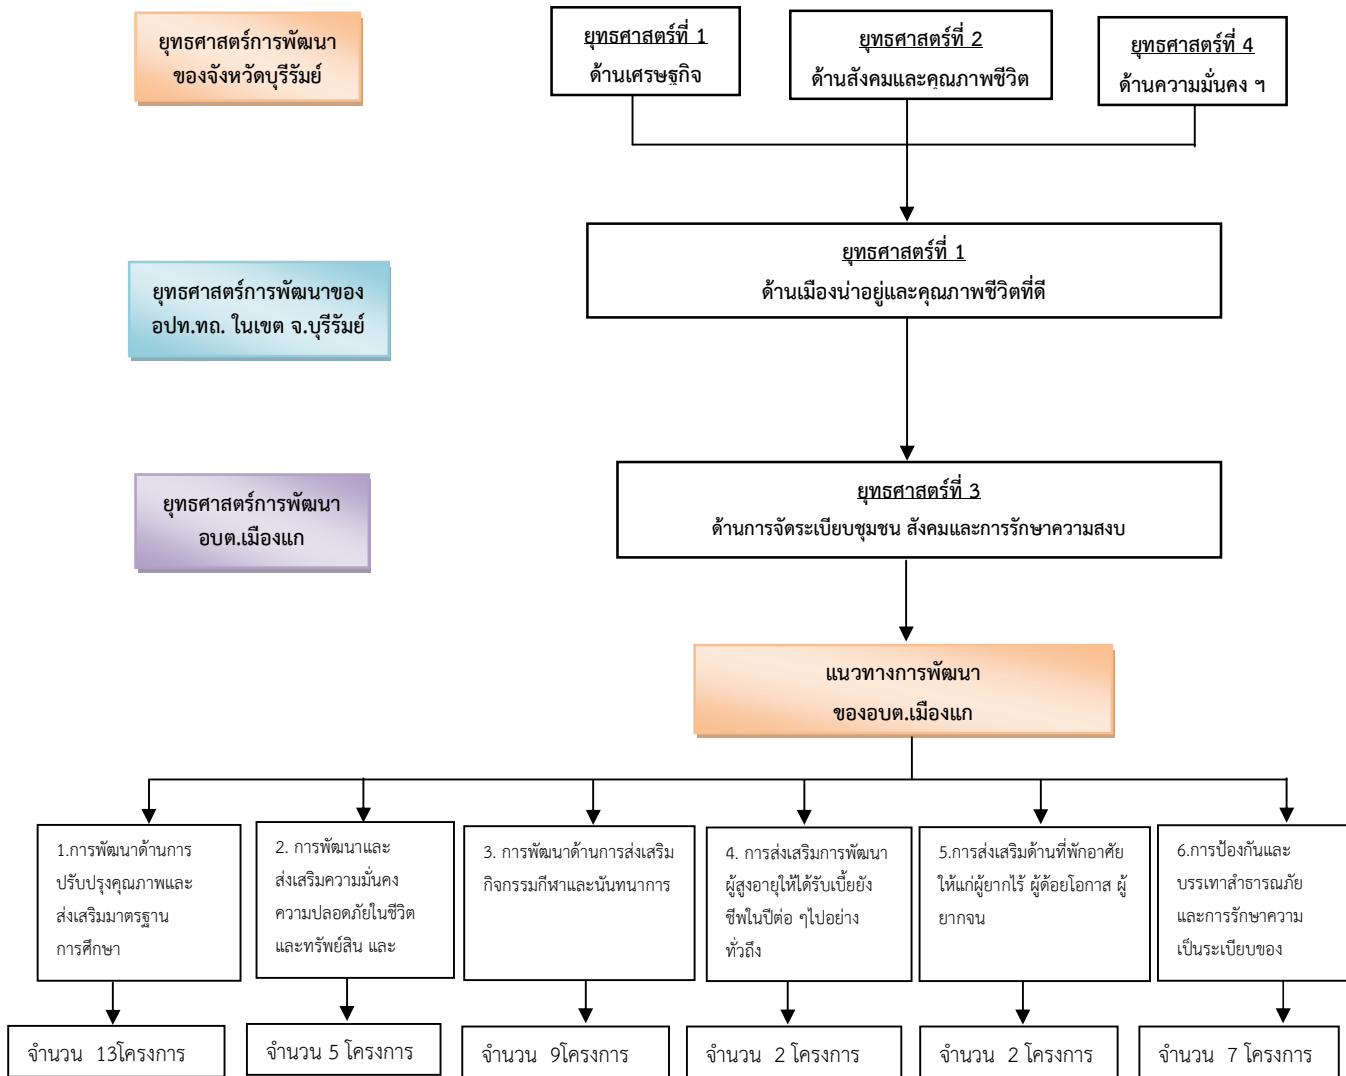 ยุทธศาสตร์การพัฒนา
ของจังหวัดบุรีรัมย์
ยุทธศาสตร์ที่ 1
ด้านเศรษฐกิจ
ยุทธศาสตร์ที่ 2
ด้านสังคมและคุณภาพชีวิต
ยุทธศาสตร์ที่ 4
ด้านความมั่นคง ฯ
ยุทธศาสตร์การพัฒนาของ
อปท.ทถ. ในเขต จ.บุรีรัมย์
ยุทธศาสตร์ที่ 1
ด้านเมืองน่าอยู่และคุณภาพชีวิตที่ดี
ยุทธศาสตร์การพัฒนา
อบต.เมืองแก
ยุทธศาสตร์ที่ 3
ด้านการจัดระเบียบชุมชน สังคมและการรักษาความสงบ
แนวทางการพัฒนา
ของอบต.เมืองแก
1.การพัฒนาด้านการ
ปรับปรุงคุณภาพและ
ส่งเสริมมาตรฐาน
การศึกษา
2. การพัฒนาและ
ส่งเสริมความมั่นคง
ความปลอดภัยในชีวิต
และทรัพย์สิน และ
3. การพัฒนาด้านการส่งเสริม
กิจกรรมกีฬาและนันทนาการ
4. การส่งเสริมการพัฒนา
ผู้สูงอายุให้ได้รับเบี้ยยัง
ชีพในปีต่อ ๆไปอย่าง
ทั่วถึง
5.การส่งเสริมด้านที่พักอาศัย
ให้แก่ผู้ยากไร้ ผู้ด้อยโอกาส ผู้
ยากจน
6.การป้องกันและ
บรรเทาสำธารณภัย
และการรักษาความ
เป็นระเบียบของ
จำนวน 13โครงการ
จำนวน 5 โครงการ
จำนวน 9โครงการ
จำนวน 2 โครงการ
จำนวน 2 โครงการ
จำนวน 7 โครงการ